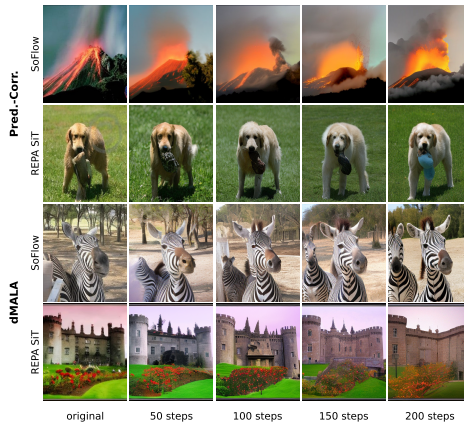 Pred.-Corr.
SoFlow
REPA SiT
dMALA
SoFlow
REPA SiT
original 50 steps 100 steps 150 steps 200 steps